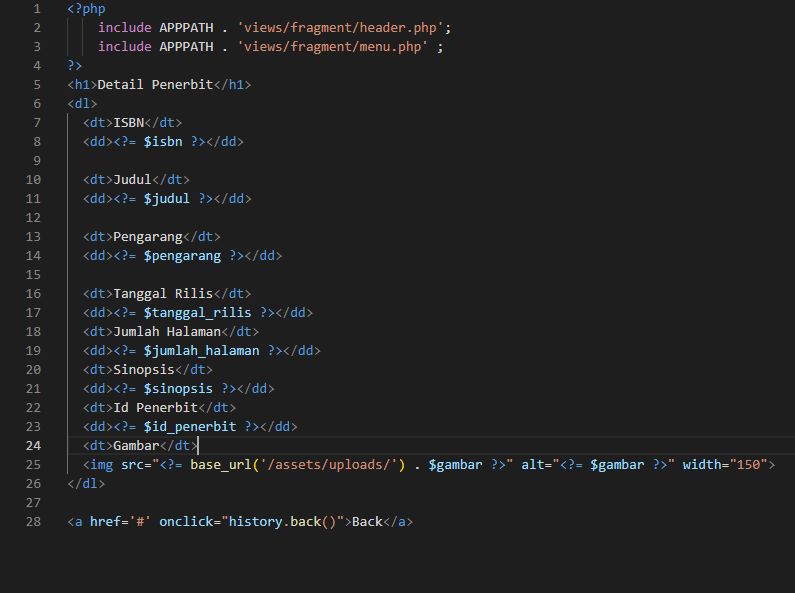 1 <?php
2 include APPPATH . 'views/fragment/header.php';
3 include APPPATH . 'views/fragment/menu.php' ;
4 ?>
5 <h1>Detail Penerbit</h1>
6 <dl>
7 <dt>ISBN</dt>
8 <dd><?= $isbn ?></dd>
9
10 <dt>Judul</dt>
11 <dd><?= $judul ?></dd>
12
13 <dt>Pengarang</dt>
14 <dd><?= $pengarang ?></dd>
15
16 <dt>Tanggal Rilis</dt>
17 <dd><?= $tanggal_rilis ?></dd>
18 <dt>Jumlah Halaman</dt>
19 <dd><?= $jumlah_halaman ?></dd>
20 <dt>Sinopsis</dt>
21 <dd><?= $sinopsis ?></dd>
22 <dt>Id Penerbit</dt>
23 <dd><?= $id_penerbit ?></dd>
24 <dt>Gambar</dt>
25 <img src="<?= base_url('/assets/uploads/') . $gambar ?>" alt="<?= $gambar ?>" width="150">
26 </dl>
27
28 <a href='#' onclick="history.back()">Back</a>